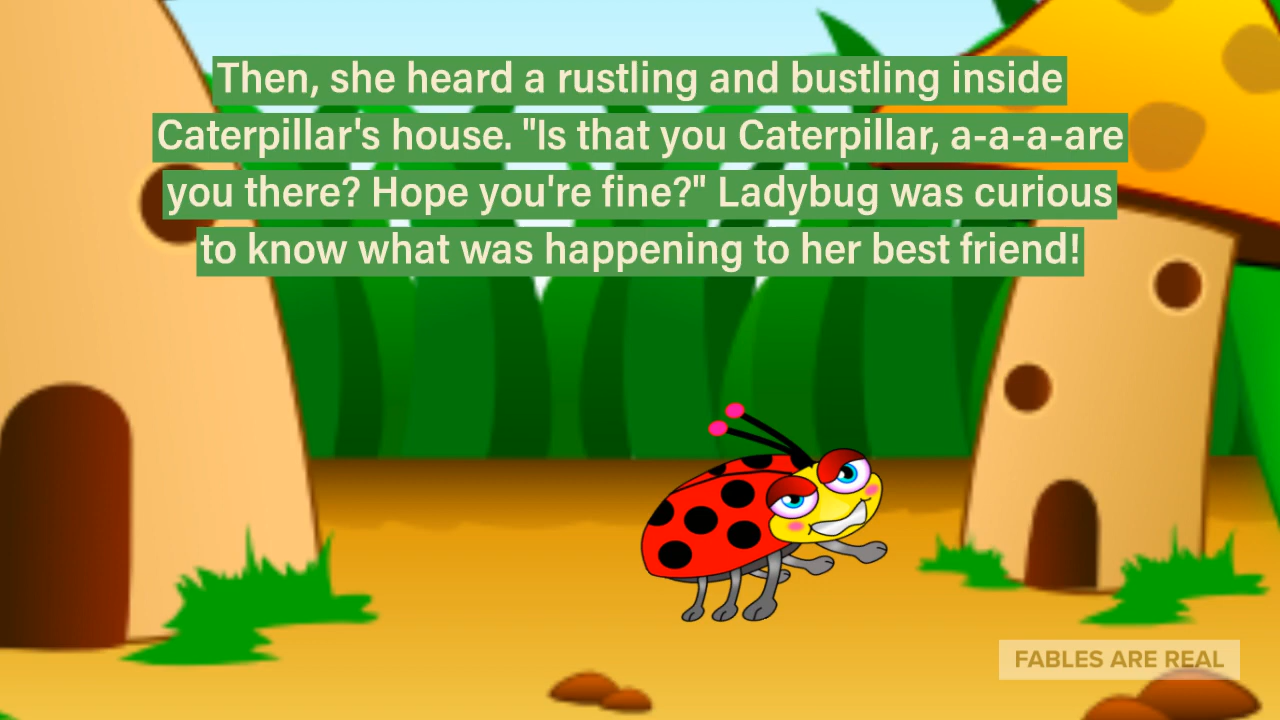 Then, she heard a rustling and bustling inside
Caterpillar's house. "Is that you Caterpillar, a-a-a-are
you there? Hope you're fine?" Ladybug was curious
to know what was happening to her best friend!
FABLES ARE REAL